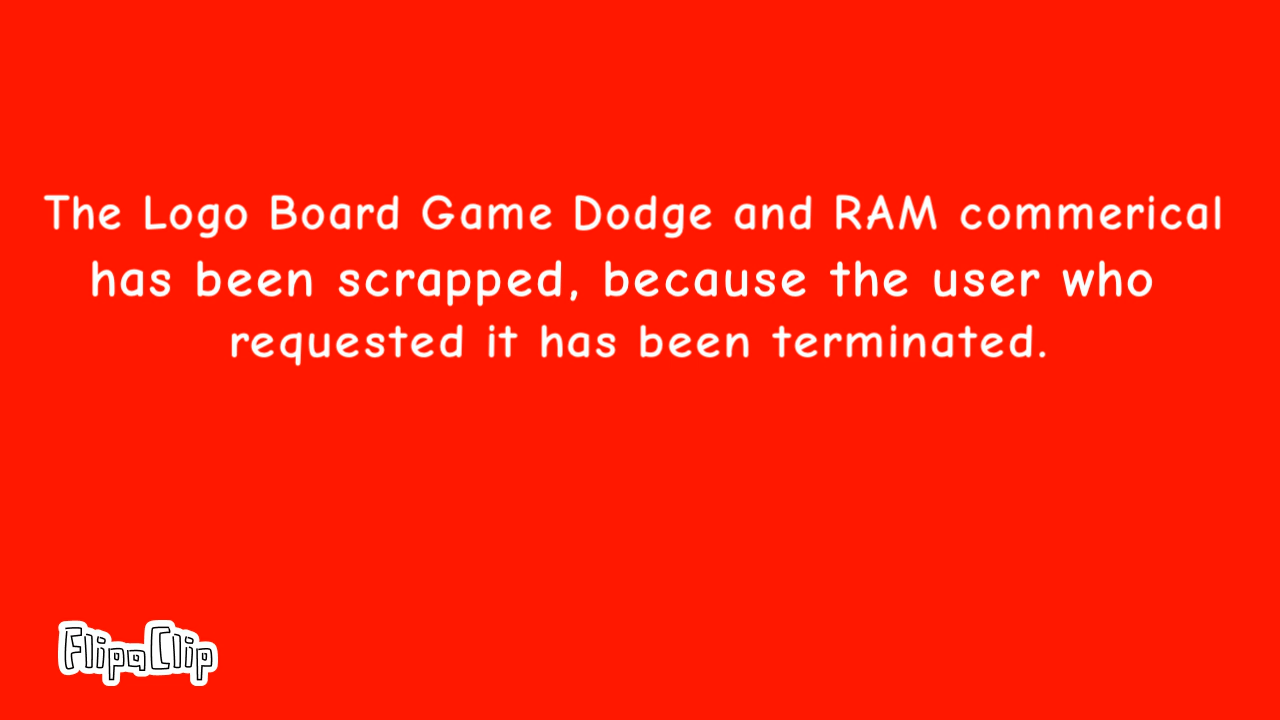 The Logo Board Game Dodge and RAM commerical
has been scrapped, because the user who
requested it has been terminated.
FlipaClip